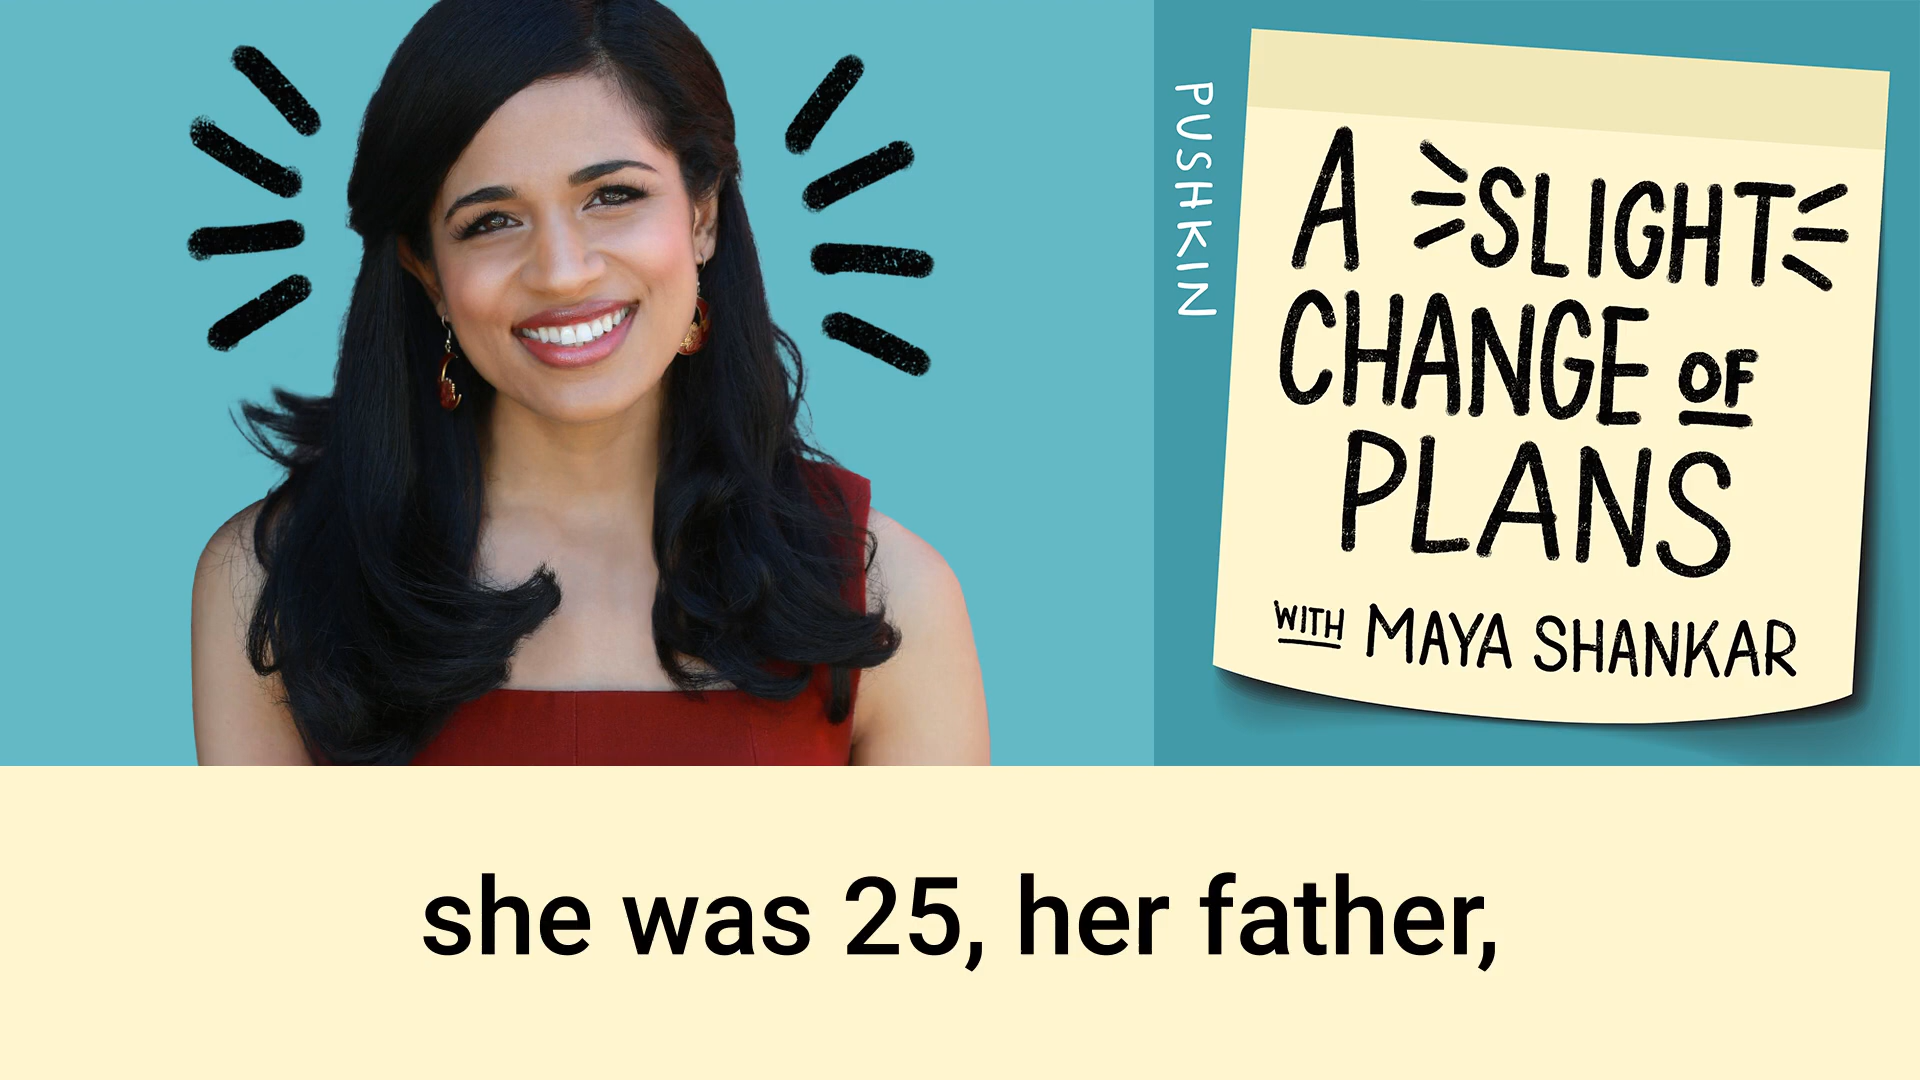 PUSHKIN
A SLIGHT
CHANGE OF
PLANS
WITH MAYA SHANKAR
she was 25, her father,